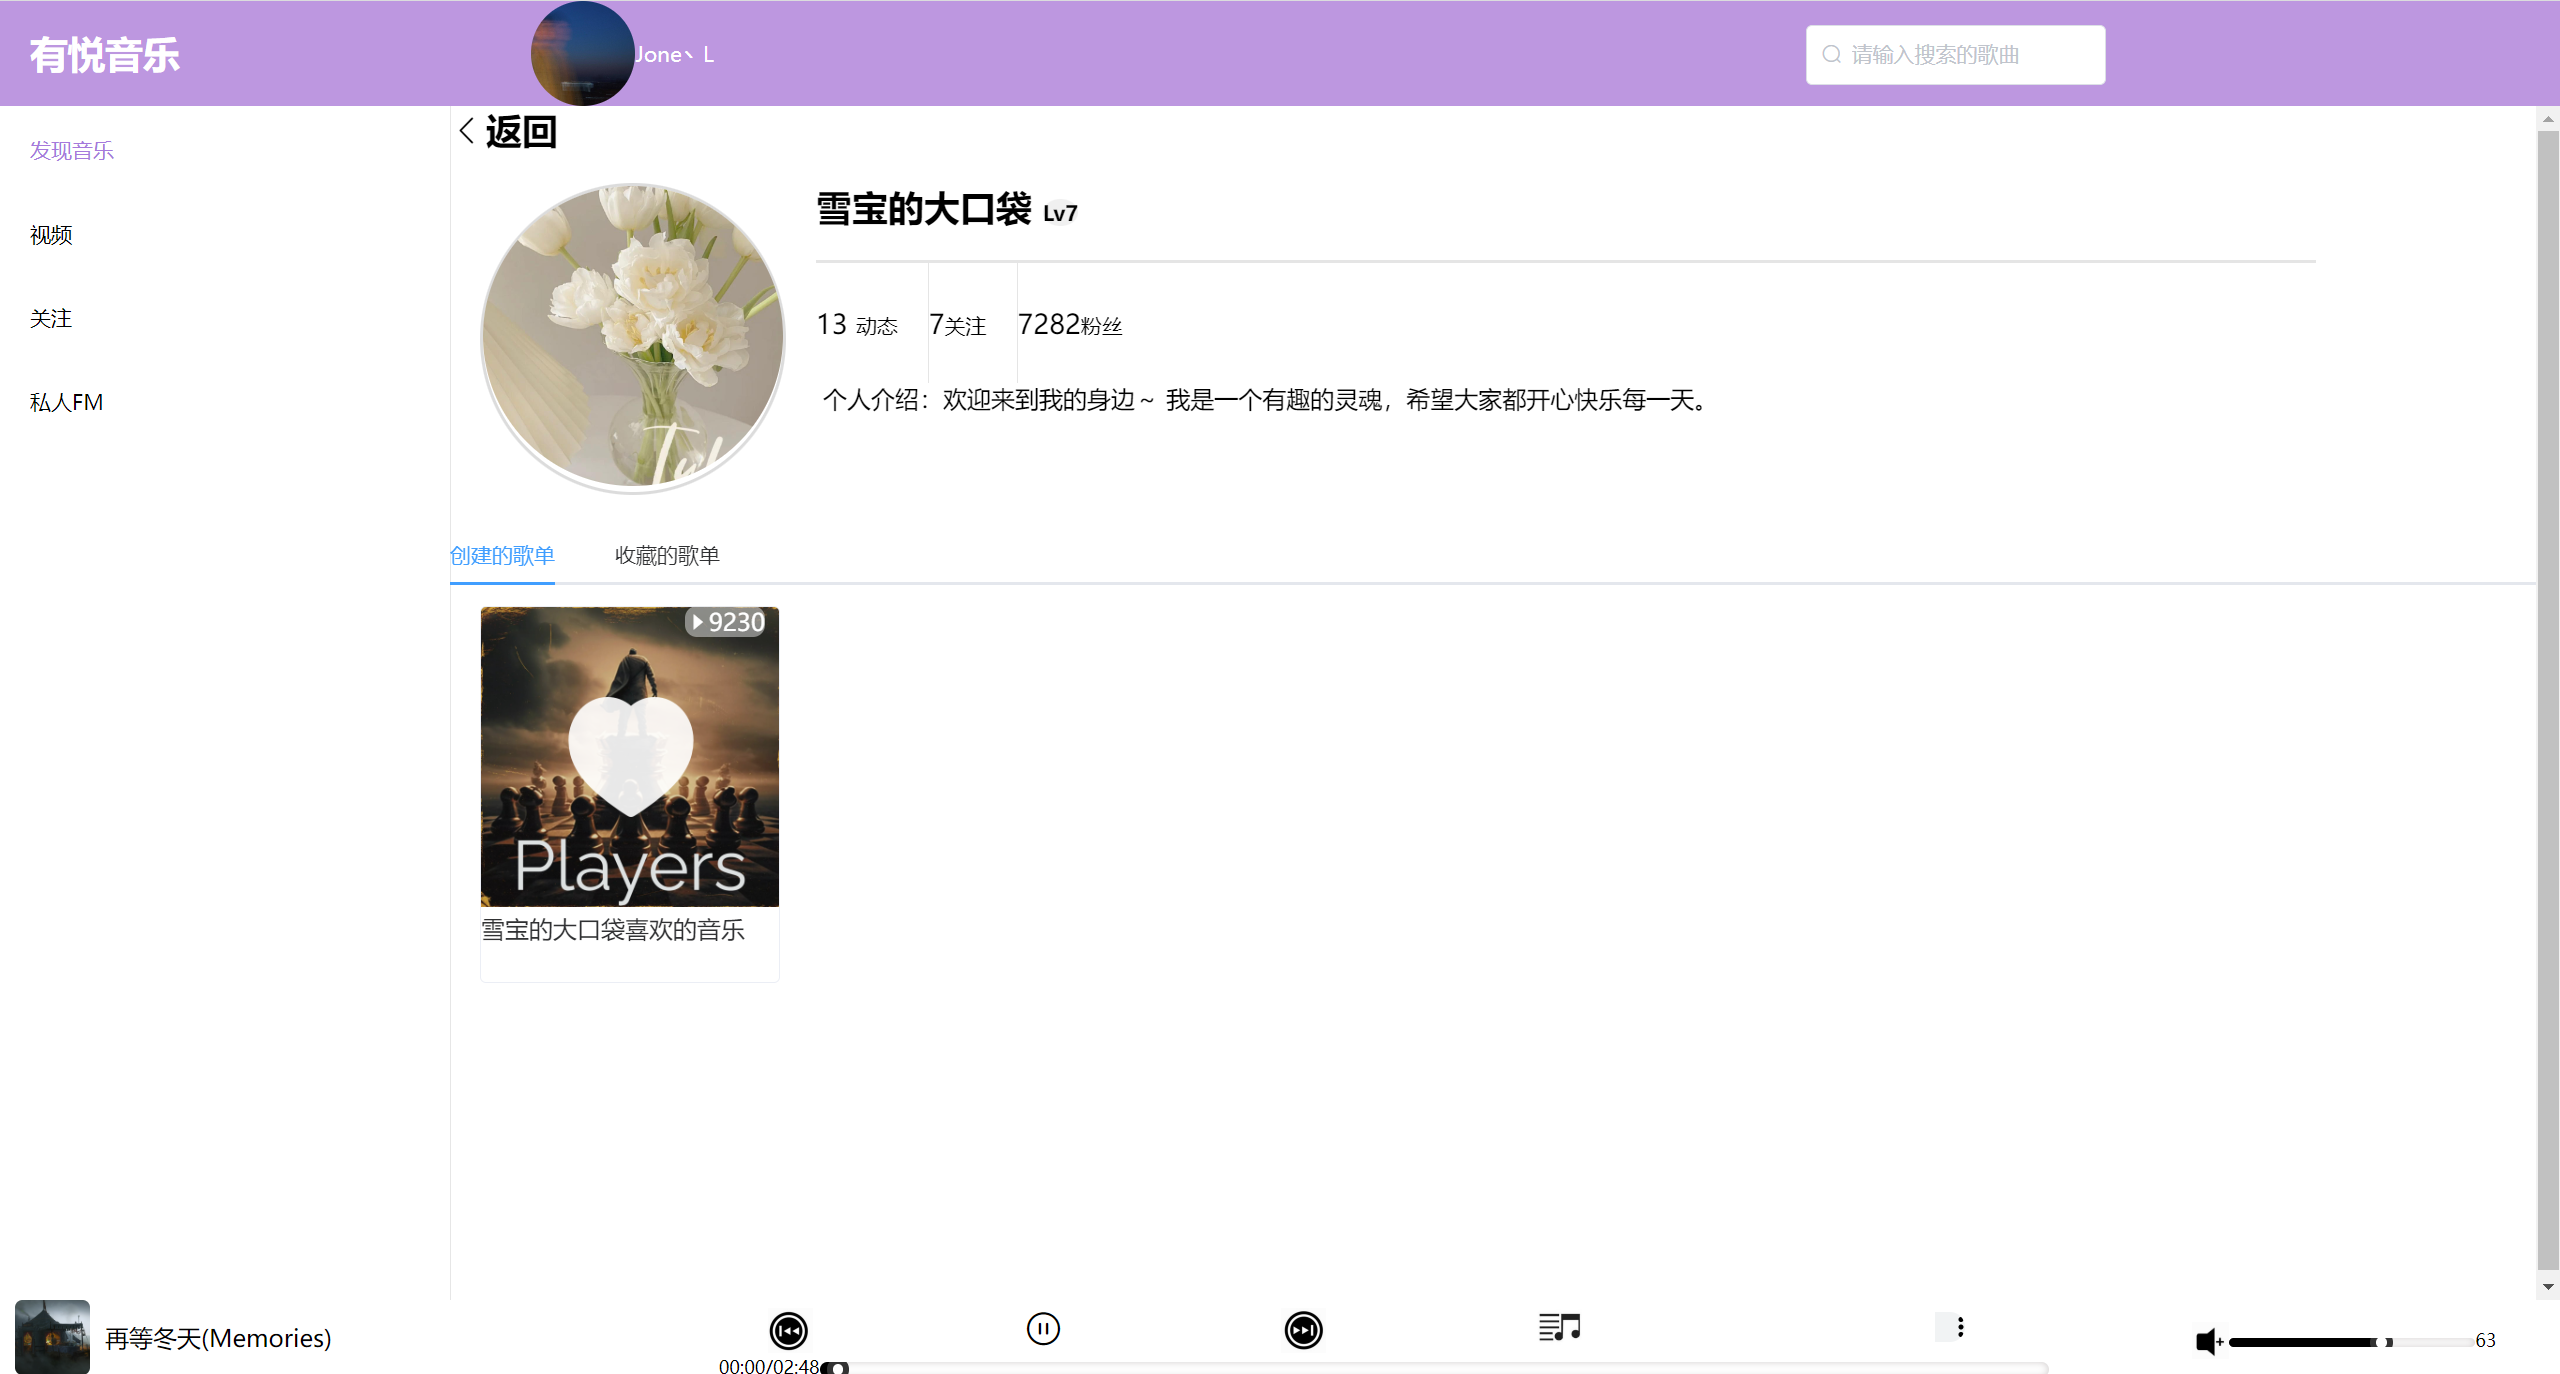 有悦音乐
Jone丶 L
请输入搜索的歌曲
发现音乐
视频
关注
私人FM
返回
雪宝的大口袋 Lv7
13 动态 7关注 7282粉丝
个人介绍：欢迎来到我的身边～ 我是一个有趣的灵魂，希望大家都开心快乐每一天。
创建的歌单 收藏的歌单
9230
Players
雪宝的大口袋喜欢的音乐
再等冬天(Memories)
00:00/02:48
63